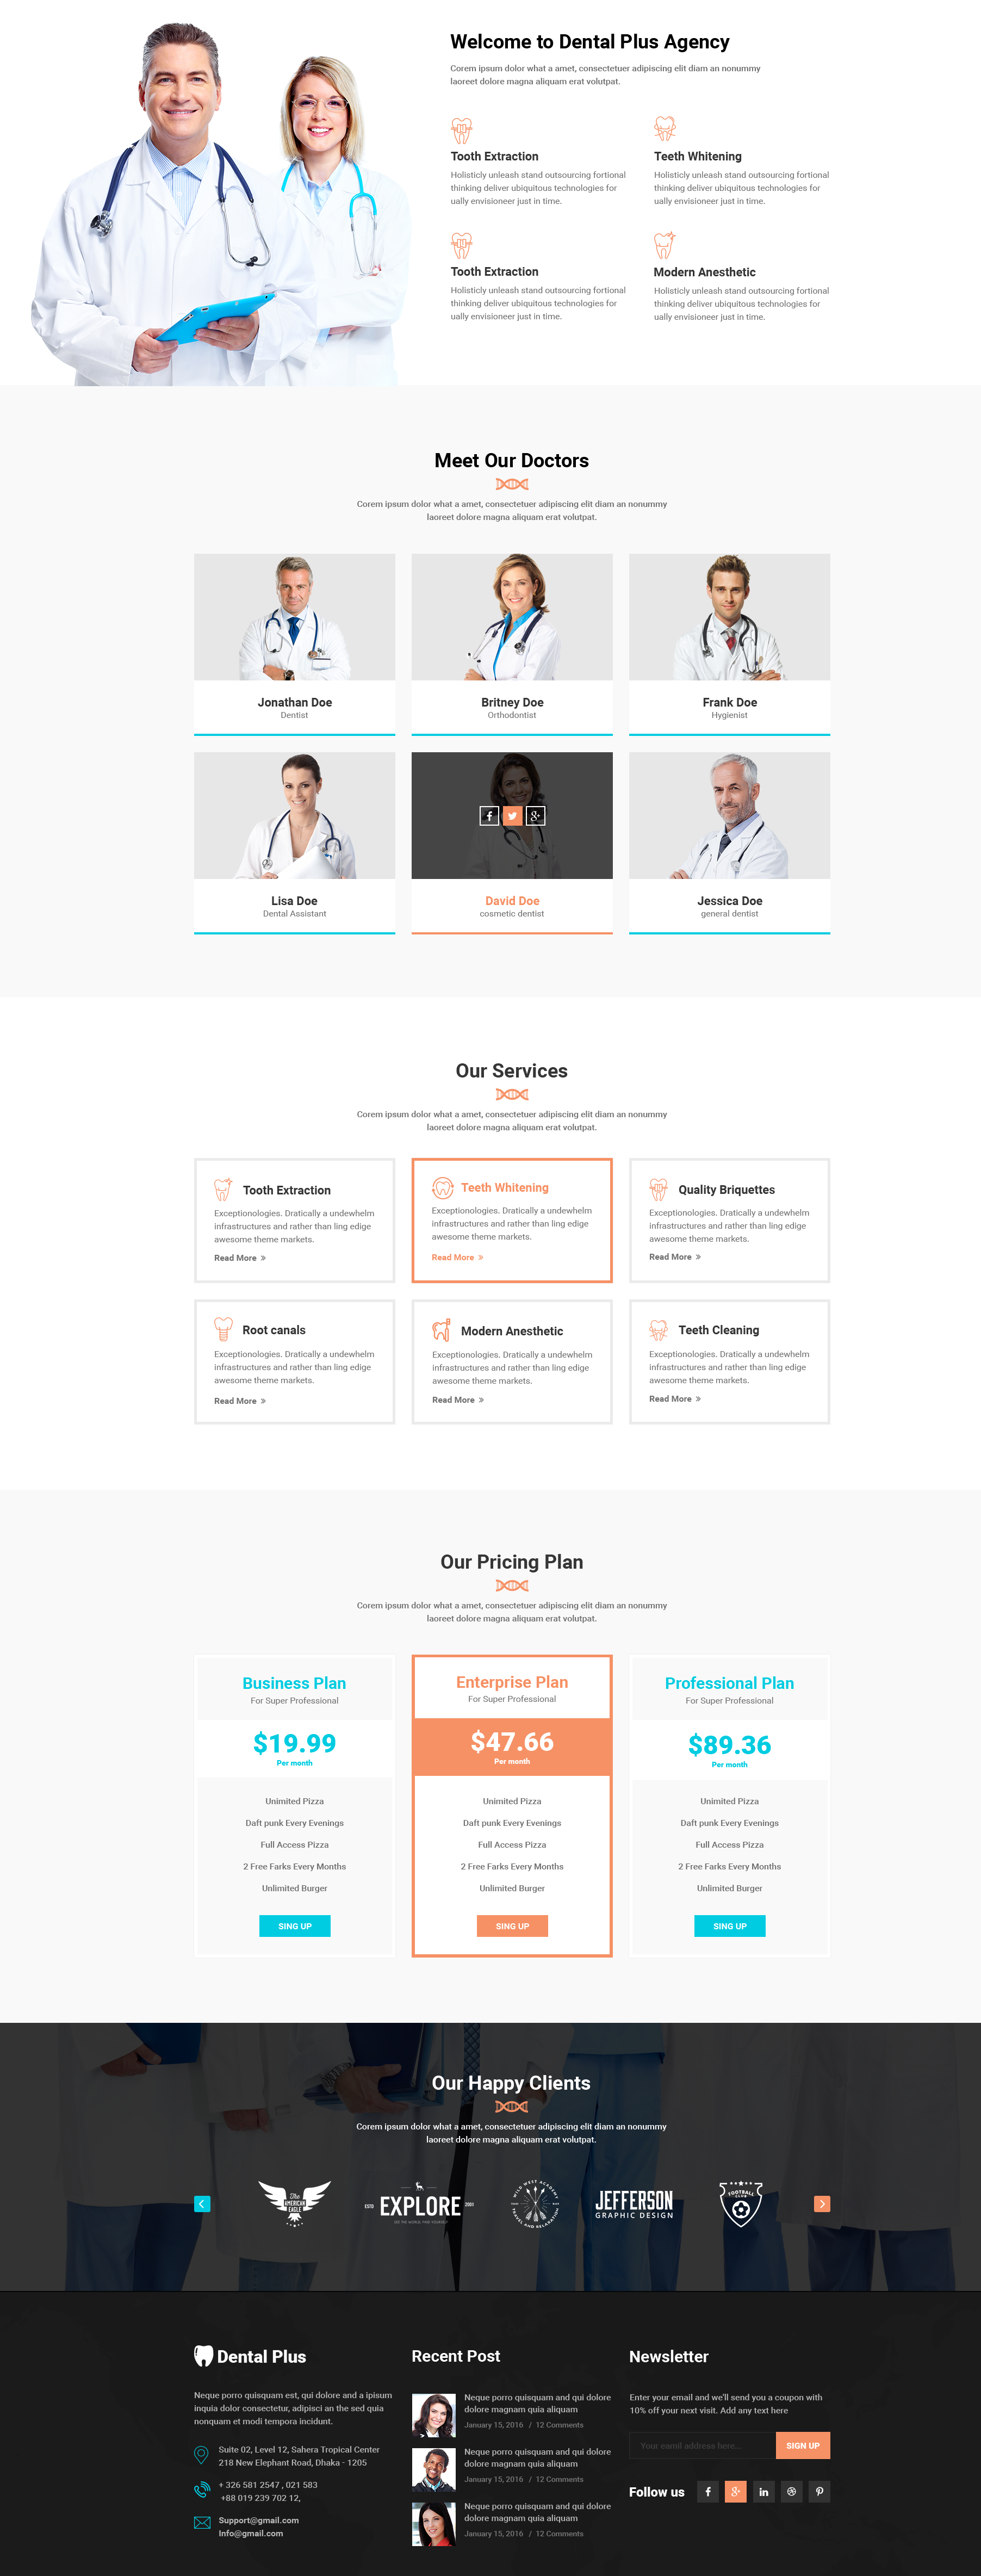 Welcome to Dental Plus Agency
Corem ipsum dolor what a amet, consectetuer adipiscing elit diam an nonummy
laoreet dolore magna aliquam erat volutpat.
Tooth Extraction
Holisticly unleash stand outsourcing fortional
thinking deliver ubiquitous technologies for
ually envisioneer just in time.
Teeth Whitening
Holisticly unleash stand outsourcing fortional
thinking deliver ubiquitous technologies for
ually envisioneer just in time.
Tooth Extraction
Holisticly unleash stand outsourcing fortional
thinking deliver ubiquitous technologies for
ually envisioneer just in time.
Modern Anesthetic
Holisticly unleash stand outsourcing fortional
thinking deliver ubiquitous technologies for
ually envisioneer just in time.
Meet Our Doctors
Corem ipsum dolor what a amet, consectetuer adipiscing elit diam an nonummy
laoreet dolore magna aliquam erat volutpat.
Jonathan Doe
Dentist
Britney Doe
Orthodontist
Frank Doe
Hygienist
Lisa Doe
Dental Assistant
David Doe
cosmetic dentist
Jessica Doe
general dentist
Our Services
Corem ipsum dolor what a amet, consectetuer adipiscing elit diam an nonummy
laoreet dolore magna aliquam erat volutpat.
Tooth Extraction
Exceptionologies. Dratically a undewhelm
infrastructures and rather than ling edige
awesome theme markets.
Read More »
Teeth Whitening
Exceptionologies. Dratically a undewhelm
infrastructures and rather than ling edige
awesome theme markets.
Read More »
Quality Briquettes
Exceptionologies. Dratically a undewhelm
infrastructures and rather than ling edige
awesome theme markets.
Read More »
Root canals
Exceptionologies. Dratically a undewhelm
infrastructures and rather than ling edige
awesome theme markets.
Read More »
Modern Anesthetic
Exceptionologies. Dratically a undewhelm
infrastructures and rather than ling edige
awesome theme markets.
Read More »
Teeth Cleaning
Exceptionologies. Dratically a undewhelm
infrastructures and rather than ling edige
awesome theme markets.
Read More »
Our Pricing Plan
Corem ipsum dolor what a amet, consectetuer adipiscing elit diam an nonummy
laoreet dolore magna aliquam erat volutpat.
Business Plan
For Super Professional
$19.99
Per month
Unimited Pizza
Daft punk Every Evenings
Full Access Pizza
2 Free Farks Every Months
Unlimited Burger
SING UP
Enterprise Plan
For Super Professional
$47.66
Per month
Unimited Pizza
Daft punk Every Evenings
Full Access Pizza
2 Free Farks Every Months
Unlimited Burger
SING UP
Professional Plan
For Super Professional
$89.36
Per month
Unimited Pizza
Daft punk Every Evenings
Full Access Pizza
2 Free Farks Every Months
Unlimited Burger
SING UP
Our Happy Clients
Corem ipsum dolor what a amet, consectetuer adipiscing elit diam an nonummy
laoreet dolore magna aliquam erat volutpat.
The
AMERICAN
EAGLE
ESTD EXPLORE 2001
SEE THE WORLD. FIND YOURSELF
WILD WEST ACADEMY
TRAVEL AND RELAXATION
JEFFERSON
GRAPHIC DESIGN
FOOTBALL
CLUB
Dental Plus
Neque porro quisquam est, qui dolore and a ipisum
inquia dolor consectetur, adipisci an the sed quia
nonquam et modi tempora incidunt.
Suite 02, Level 12, Sahera Tropical Center
218 New Elephant Road, Dhaka - 1205
+ 326 581 2547 , 021 583
+88 019 239 702 12,
Support@gmail.com
Info@gmail.com
Recent Post
Neque porro quisquam and qui dolore
dolore magnam quia aliquam
January 15, 2016 / 12 Comments
Neque porro quisquam and qui dolore
dolore magnam quia aliquam
January 15, 2016 / 12 Comments
Neque porro quisquam and qui dolore
dolore magnam quia aliquam
January 15, 2016 / 12 Comments
Newsletter
Enter your email and we'll send you a coupon with
10% off your next visit. Add any text here
Your eamil address here...
SIGN UP
Follow us